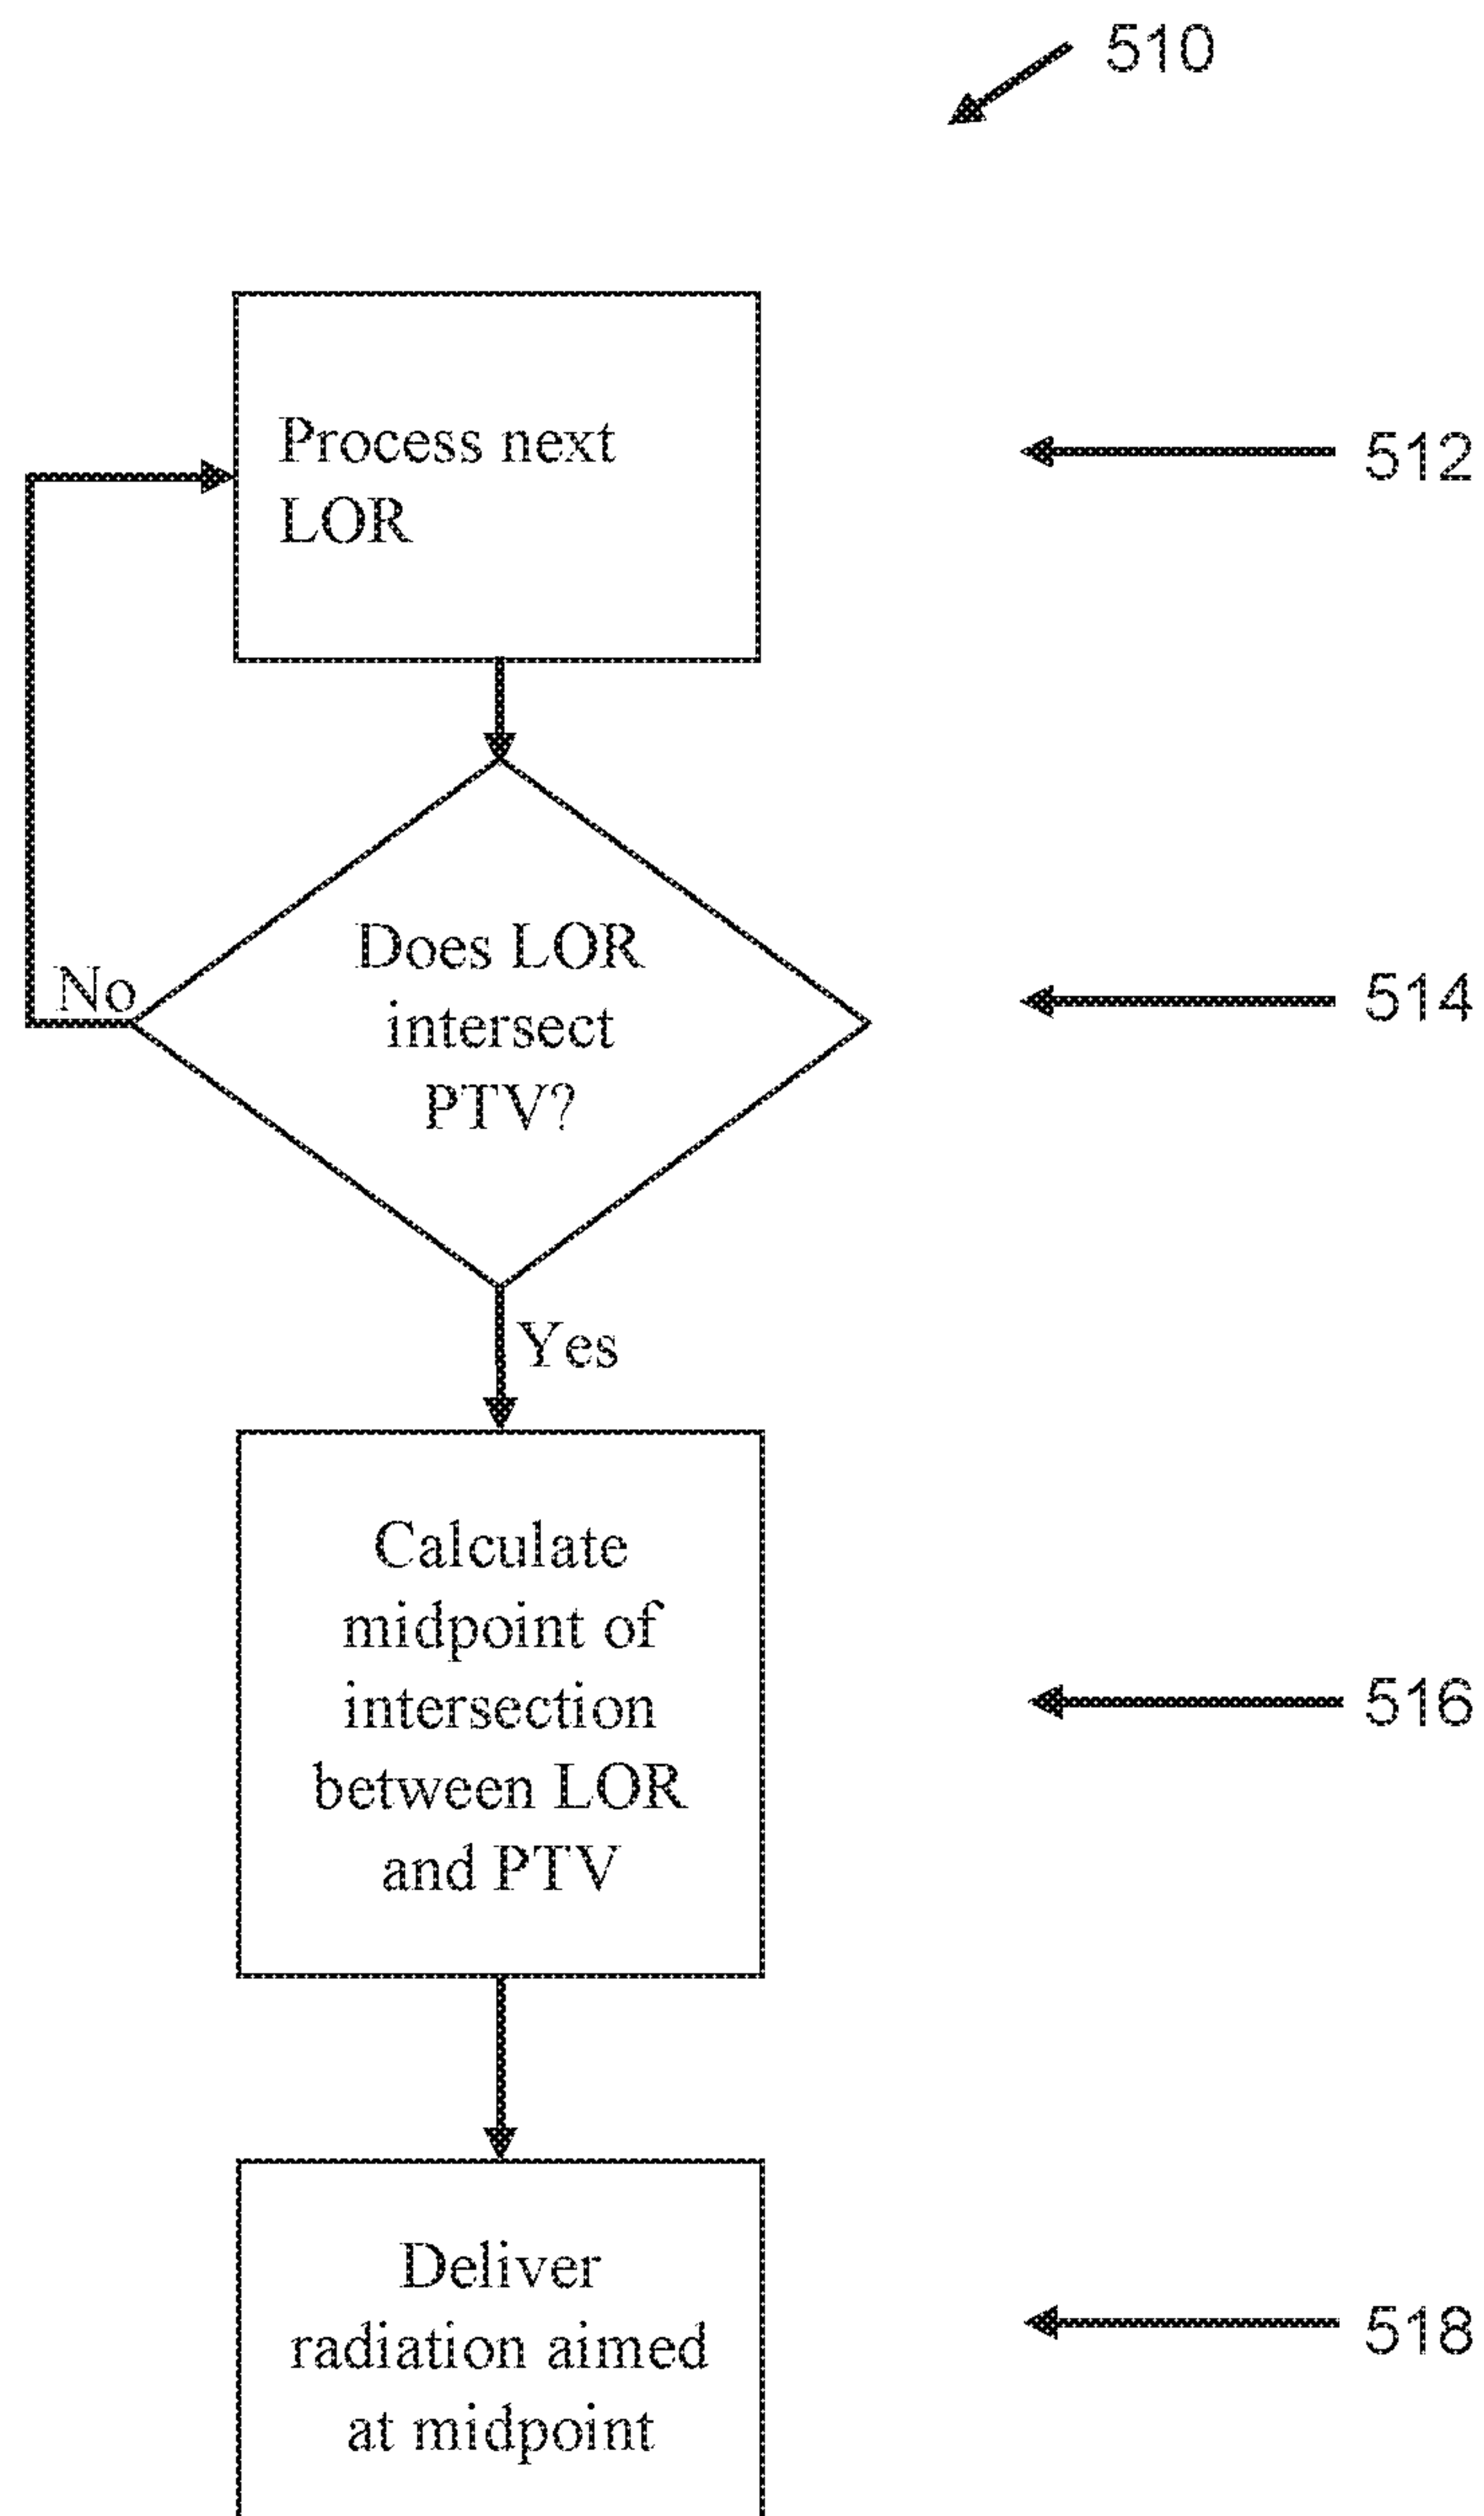 510
Process next
LOR
512
Does LOR
intersect
PTV?
No
514
Yes
Calculate
midpoint of
intersection
between LOR
and PTV
516
Deliver
radiation aimed
at midpoint
518